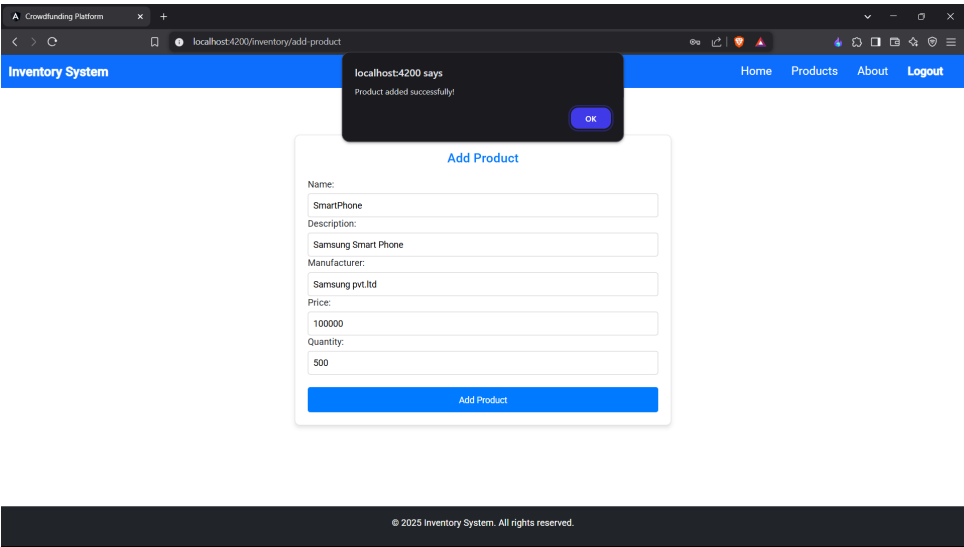 Crowdfunding Platform
localhost:4200/inventory/add-product
Inventory System
Home Products About Logout
localhost:4200 says
Product added successfully!
OK
Add Product
Name:
SmartPhone
Description:
Samsung Smart Phone
Manufacturer:
Samsung pvt.ltd
Price:
100000
Quantity:
500
Add Product
© 2025 Inventory System. All rights reserved.